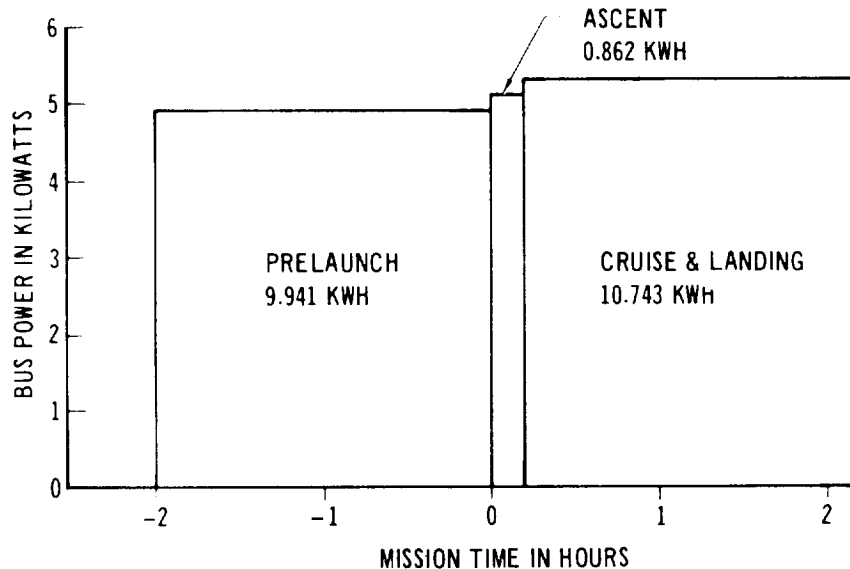 6
5
4
3
2
1
0
BUS POWER IN KILOWATTS
ASCENT
0.862 KWH
PRELAUNCH
9.941 KWH
CRUISE & LANDING
10.743 KWH
-2
-1
0
1
2
MISSION TIME IN HOURS